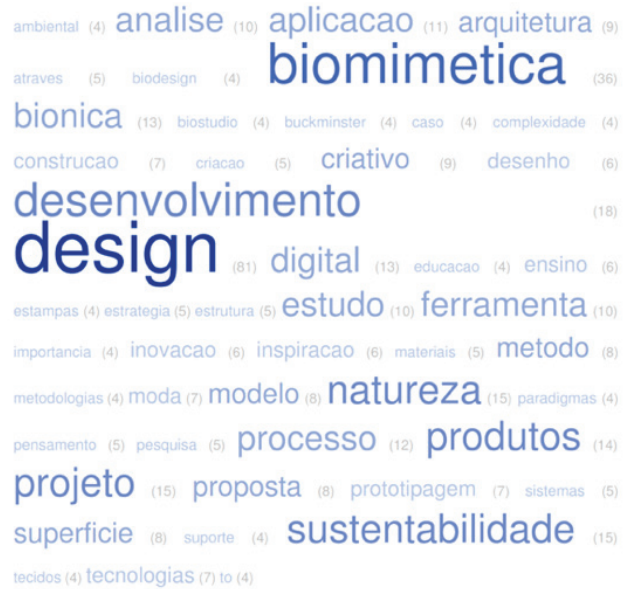 ambiental (4) analise (10) aplicacao (11) arquitetura (9)
atraves (5) biodesign (4) biomimetica (36)
bionica (13) biostudio (4) buckminster (4) caso (4) complexidade (4)
construcao (7) criacao (5) criativo (9) desenho (6)
desenvolvimento (18)
design (81) digital (13) educacao (4) ensino (6)
estampas (4) estrategia (5) estrutura (5) estudo (10) ferramenta (10)
importancia (4) inovacao (6) inspiracao (6) materiais (5) metodo (8)
metodologias (4) moda (7) modelo (8) natureza (15) paradigmas (4)
pensamento (5) pesquisa (5) processo (12) produtos (14)
projeto (15) proposta (8) prototipagem (7) sistemas (5)
superficie (8) suporte (4) sustentabilidade (15)
tecidos (4) tecnologias (7) to (4)